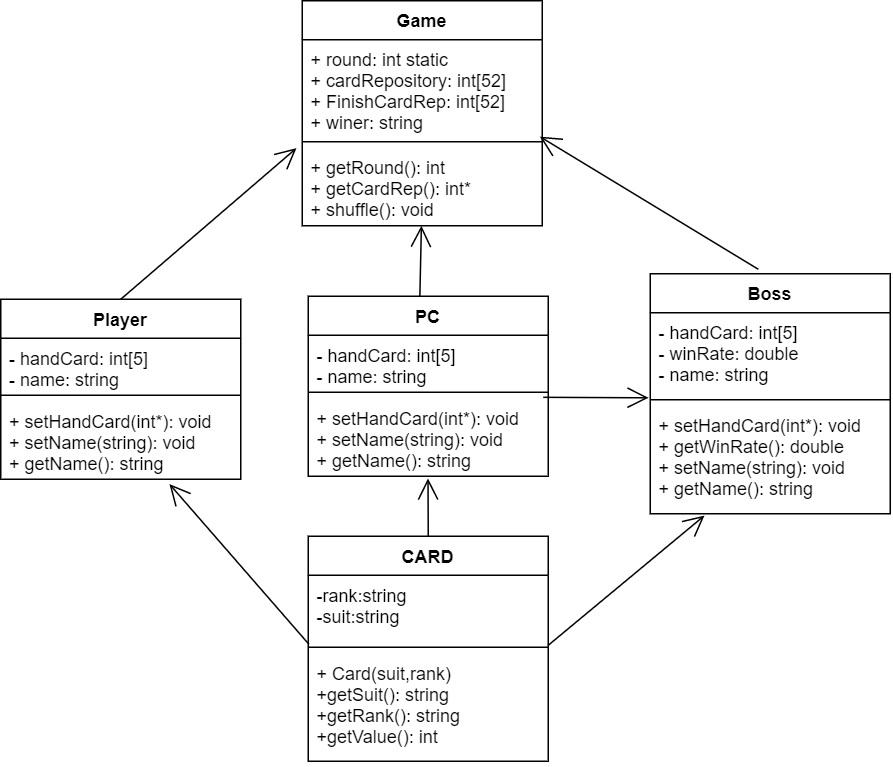 Game
+ round: int static
+ cardRepository: int[52]
+ FinishCardRep: int[52]
+ winer: string
+ getRound(): int
+ getCardRep(): int*
+ shuffle(): void
Player
- handCard: int[5]
- name: string
+ setHandCard(int*): void
+ setName(string): void
+ getName(): string
PC
- handCard: int[5]
- name: string
+ setHandCard(int*): void
+ setName(string): void
+ getName(): string
Boss
- handCard: int[5]
- winRate: double
- name: string
+ setHandCard(int*): void
+ getWinRate(): double
+ setName(string): void
+ getName(): string
CARD
-rank:string
-suit:string
+ Card(suit,rank)
+getSuit(): string
+getRank(): string
+getValue(): int